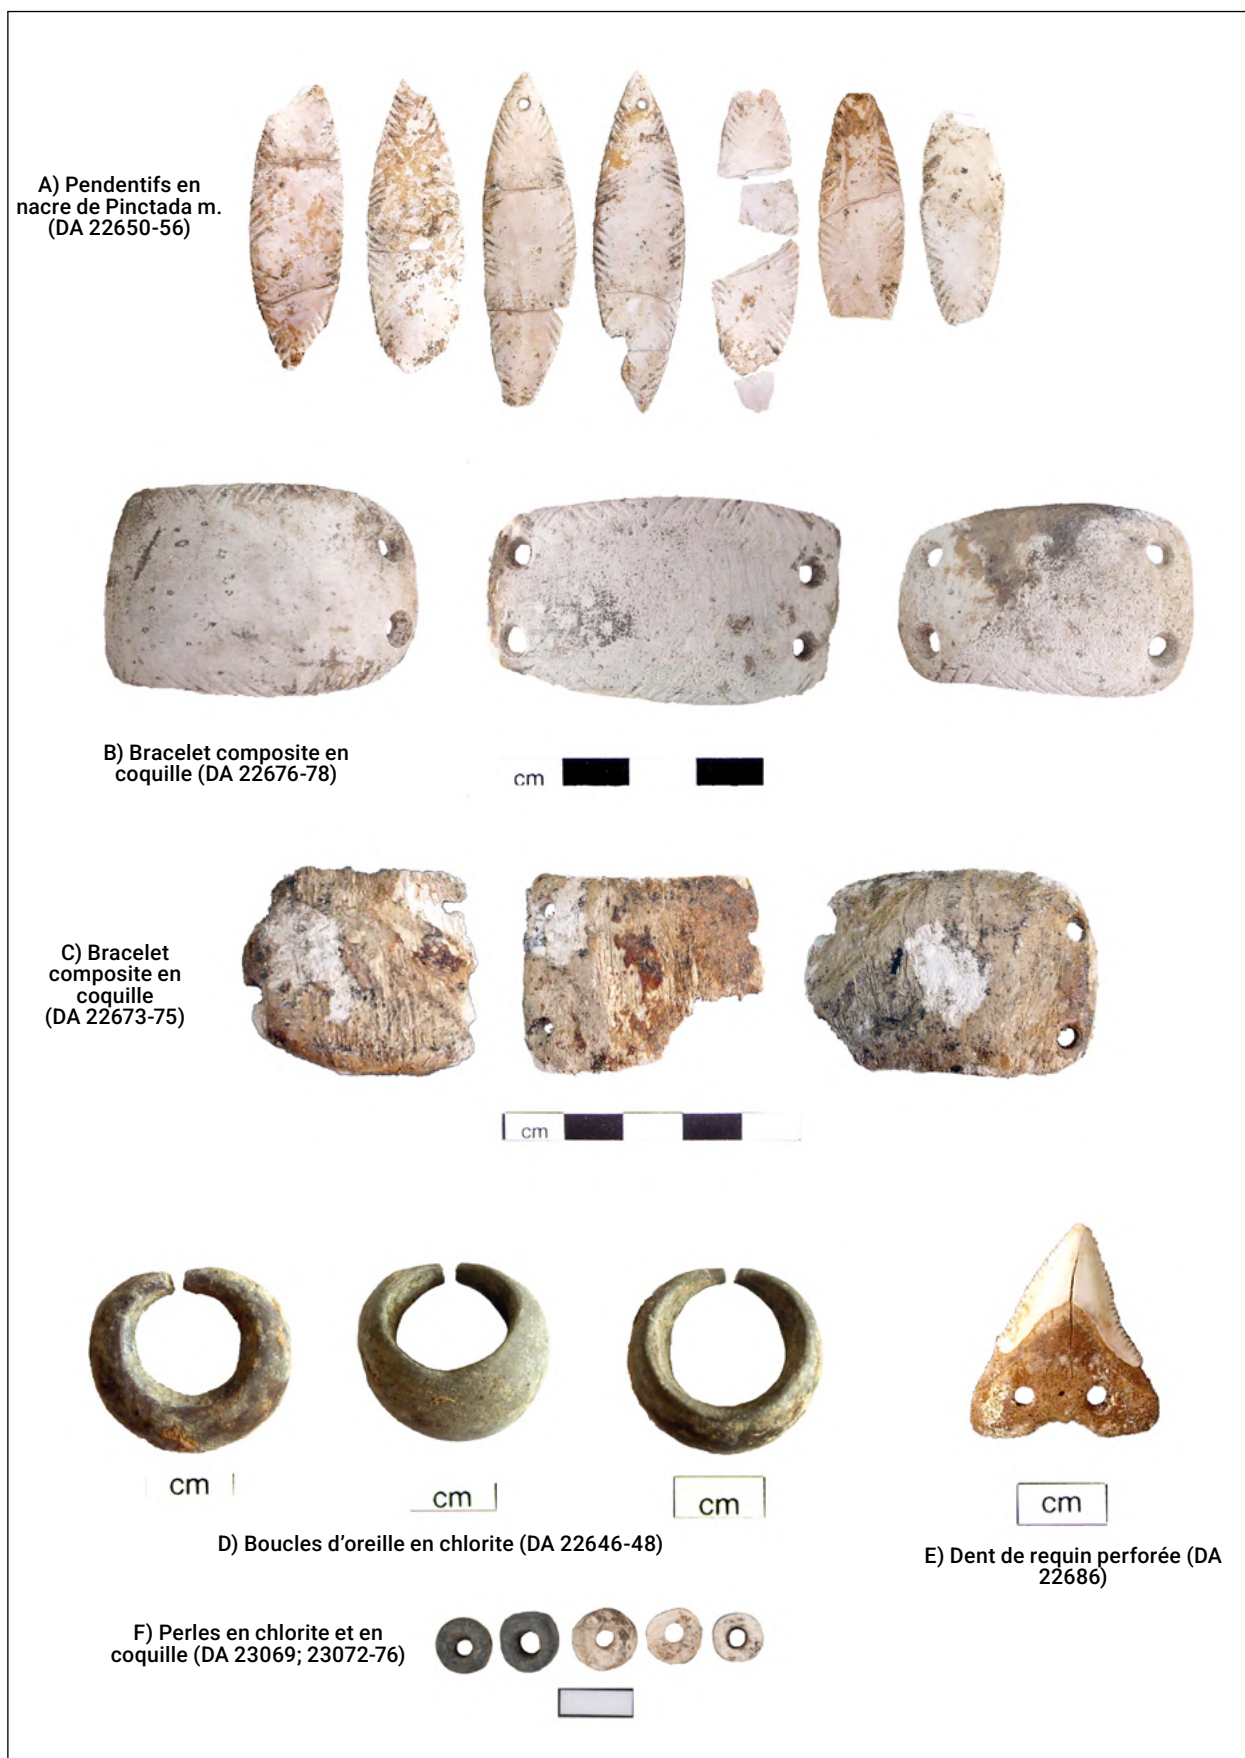 A) Pendentifs en
nacre de Pinctada m.
(DA 22650-56)
B) Bracelet composite en
coquille (DA 22676-78)
cm
C) Bracelet
composite en
coquille
(DA 22673-75)
cm
cm
cm
cm
D) Boucles d'oreille en chlorite (DA 22646-48)
cm
E) Dent de requin perforée (DA
22686)
F) Perles en chlorite et en
coquille (DA 23069; 23072-76)